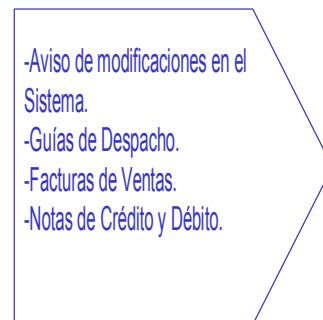 -Aviso de modificaciones en el
Sistema.
-Guías de Despacho.
-Facturas de Ventas.
-Notas de Crédito y Débito.